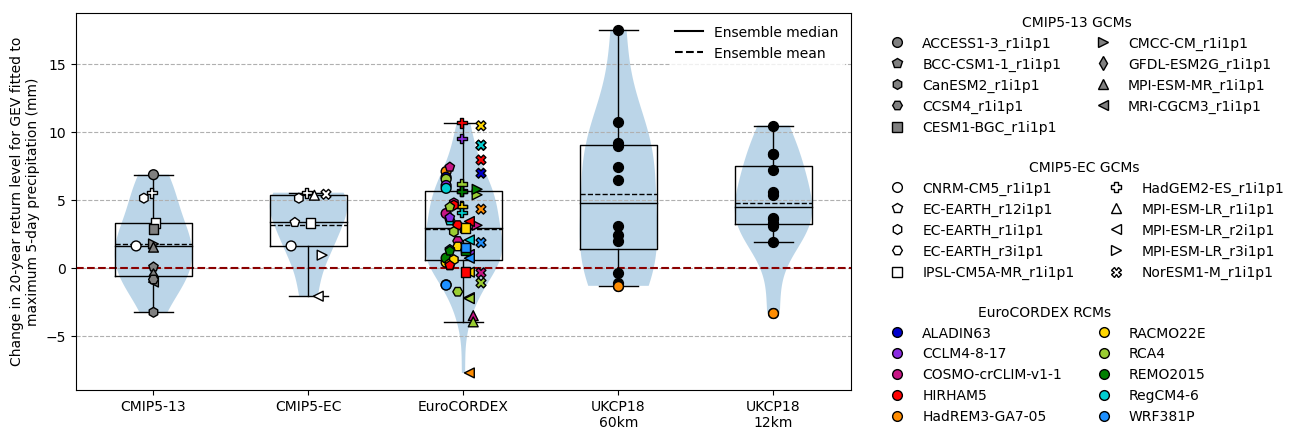 Change in 20-year return level for GEV fitted to
maximum 5-day precipitation (mm)
15
10
5
0
−5
Ensemble median
Ensemble mean
CMIP5-13
CMIP5-EC
EuroCORDEX
UKCP18
60km
UKCP18
12km
CMIP5-13 GCMs
ACCESS1-3_r1i1p1
BCC-CSM1-1_r1i1p1
CanESM2_r1i1p1
CCSM4_r1i1p1
CESM1-BGC_r1i1p1
CMCC-CM_r1i1p1
GFDL-ESM2G_r1i1p1
MPI-ESM-MR_r1i1p1
MRI-CGCM3_r1i1p1
CMIP5-EC GCMs
CNRM-CM5_r1i1p1
EC-EARTH_r12i1p1
EC-EARTH_r1i1p1
EC-EARTH_r3i1p1
IPSL-CM5A-MR_r1i1p1
HadGEM2-ES_r1i1p1
MPI-ESM-LR_r1i1p1
MPI-ESM-LR_r2i1p1
MPI-ESM-LR_r3i1p1
NorESM1-M_r1i1p1
EuroCORDEX RCMs
ALADIN63
CCLM4-8-17
COSMO-crCLIM-v1-1
HIRHAM5
HadREM3-GA7-05
RACMO22E
RCA4
REMO2015
RegCM4-6
WRF381P